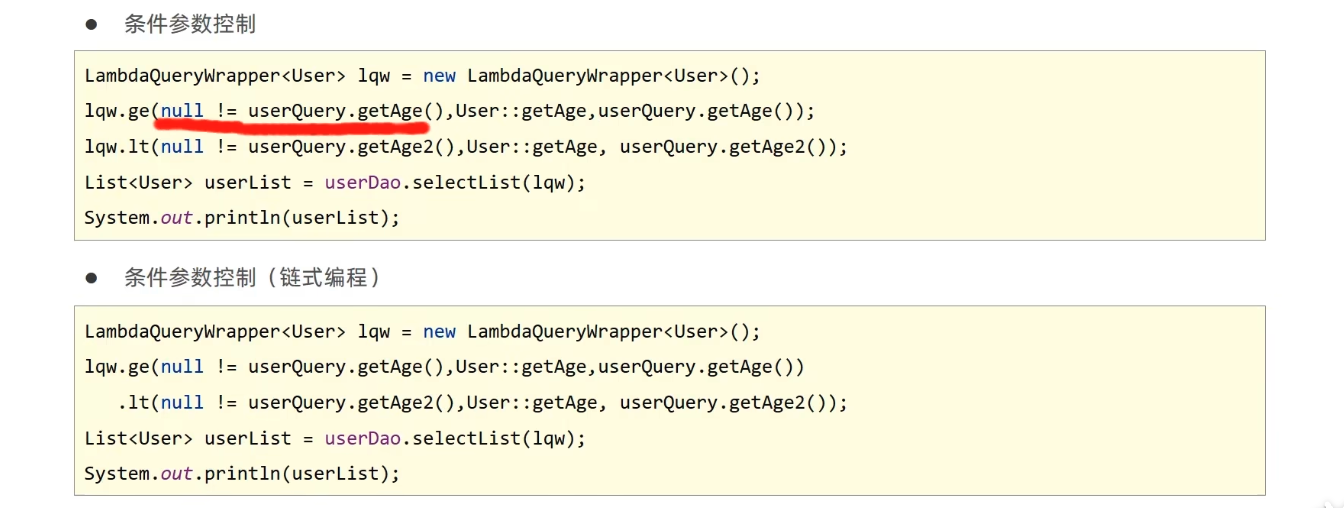 ● 条件参数控制
LambdaQueryWrapper<User> lqw = new LambdaQueryWrapper<User>();
lqw.ge(null != userQuery.getAge(),User::getAge,userQuery.getAge());
lqw.lt(null != userQuery.getAge2(),User::getAge, userQuery.getAge2());
List<User> userList = userDao.selectList(lqw);
System.out.println(userList);
● 条件参数控制（链式编程）
LambdaQueryWrapper<User> lqw = new LambdaQueryWrapper<User>();
lqw.ge(null != userQuery.getAge(),User::getAge,userQuery.getAge())
   .lt(null != userQuery.getAge2(),User::getAge, userQuery.getAge2());
List<User> userList = userDao.selectList(lqw);
System.out.println(userList);